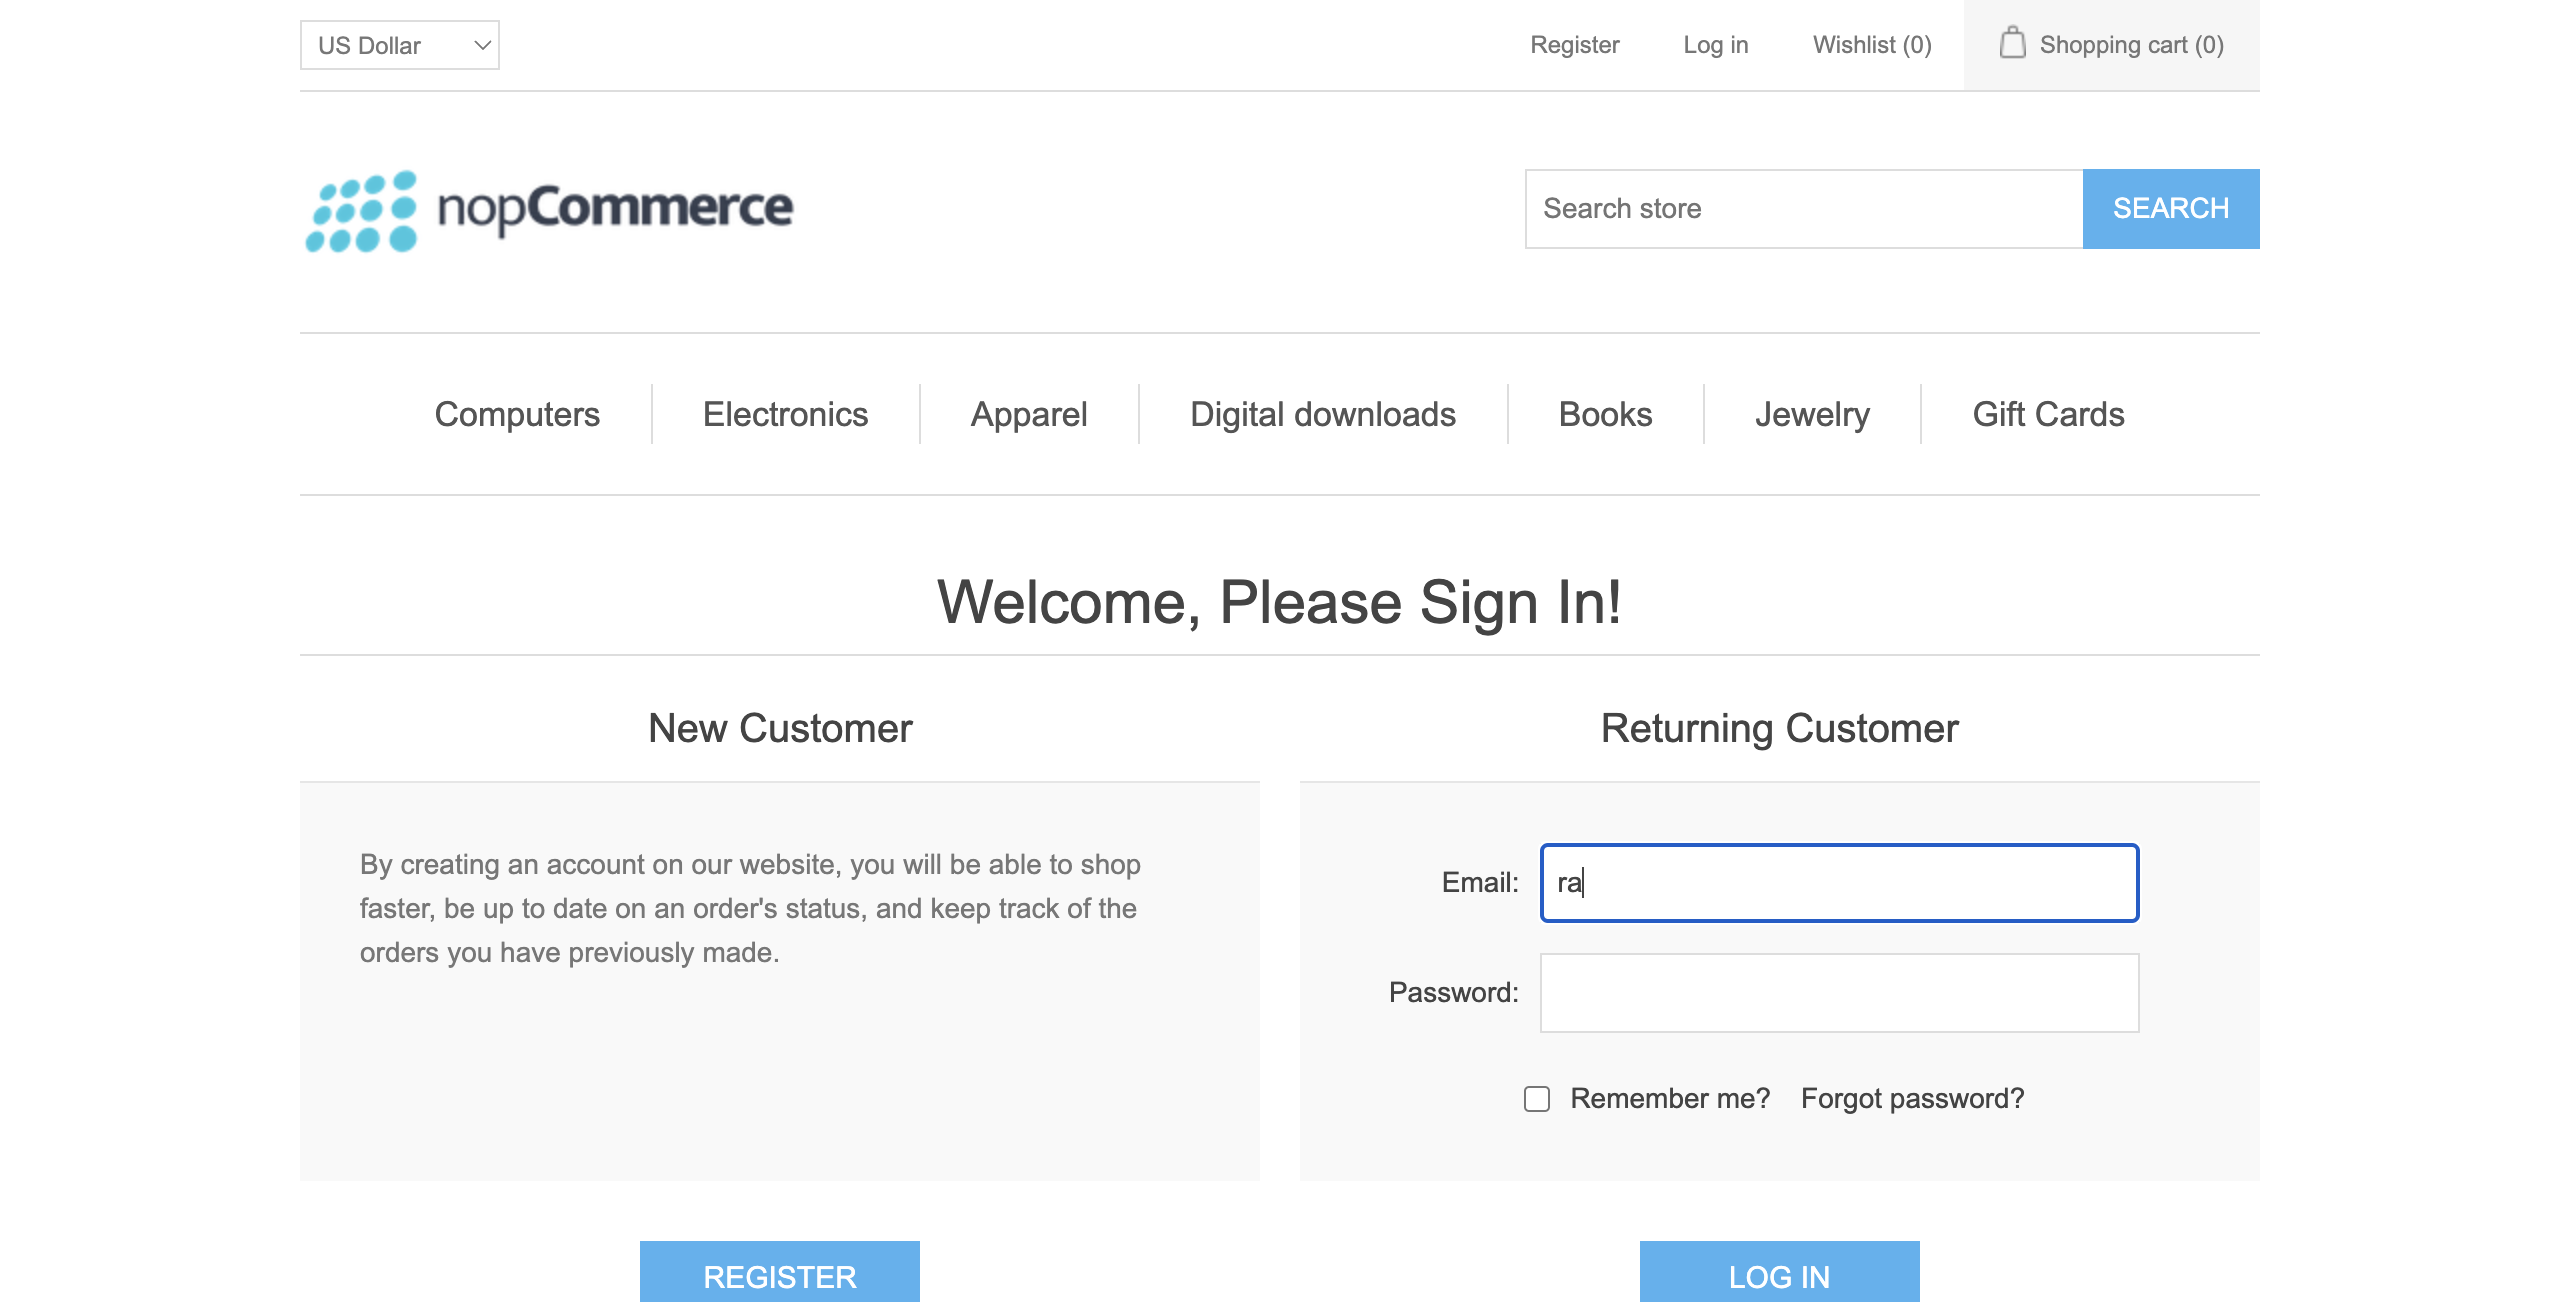 US Dollar
Register Log in Wishlist (0) Shopping cart (0)
nopCommerce
Search store SEARCH
Computers Electronics Apparel Digital downloads Books Jewelry Gift Cards
Welcome, Please Sign In!
New Customer
By creating an account on our website, you will be able to shop
faster, be up to date on an order's status, and keep track of the
orders you have previously made.
REGISTER
Returning Customer
Email: ra
Password:
Remember me? Forgot password?
LOG IN